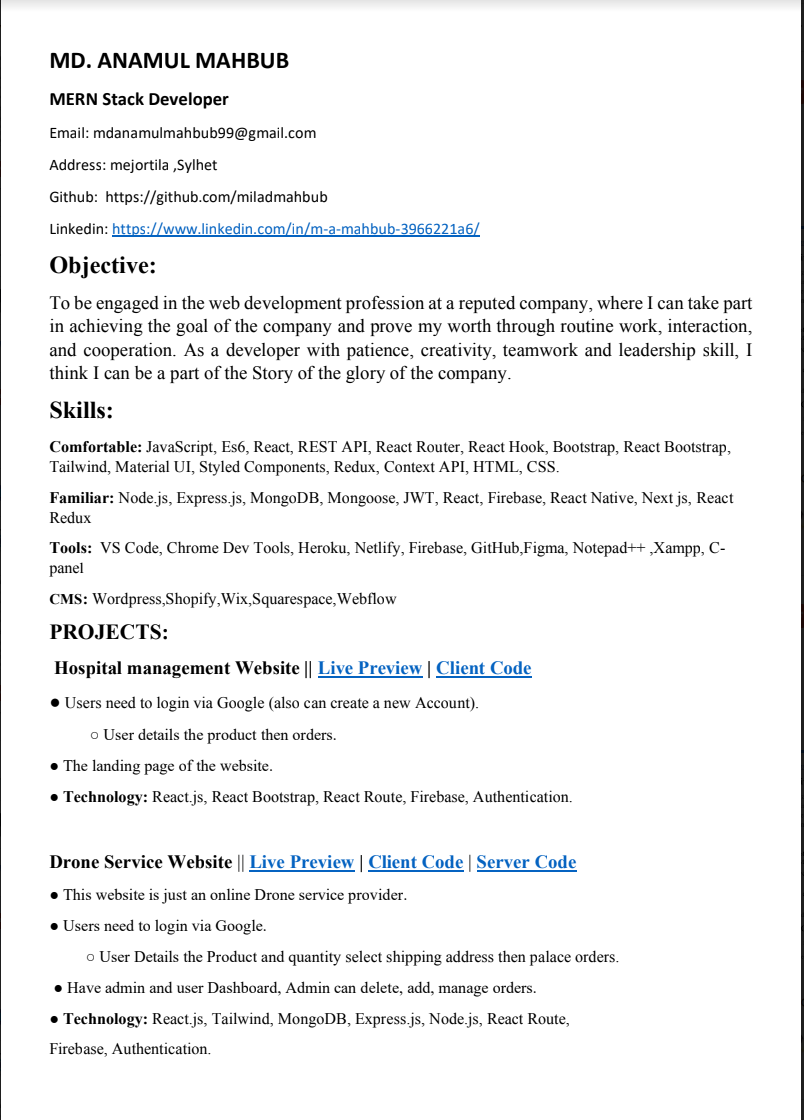 MD. ANAMUL MAHBUB
MERN Stack Developer
Email: mdanamulmahbub99@gmail.com
Address: mejortila ,Sylhet
Github:  https://github.com/miladmahbub
Linkedin: https://www.linkedin.com/in/m-a-mahbub-3966221a6/
Objective:
To be engaged in the web development profession at a reputed company, where I can take part
in achieving the goal of the company and prove my worth through routine work, interaction,
and cooperation. As a developer with patience, creativity, teamwork and leadership skill, I
think I can be a part of the Story of the glory of the company.
Skills:
Comfortable: JavaScript, Es6, React, REST API, React Router, React Hook, Bootstrap, React Bootstrap,
Tailwind, Material UI, Styled Components, Redux, Context API, HTML, CSS.
Familiar: Node.js, Express.js, MongoDB, Mongoose, JWT, React, Firebase, React Native, Next js, React
Redux
Tools:  VS Code, Chrome Dev Tools, Heroku, Netlify, Firebase, GitHub,Figma, Notepad++ ,Xampp, C-
panel
CMS: Wordpress,Shopify,Wix,Squarespace,Webflow
PROJECTS:
Hospital management Website || Live Preview | Client Code
● Users need to login via Google (also can create a new Account).
○ User details the product then orders.
● The landing page of the website.
● Technology: React.js, React Bootstrap, React Route, Firebase, Authentication.
Drone Service Website || Live Preview | Client Code | Server Code
● This website is just an online Drone service provider.
● Users need to login via Google.
○ User Details the Product and quantity select shipping address then palace orders.
● Have admin and user Dashboard, Admin can delete, add, manage orders.
● Technology: React.js, Tailwind, MongoDB, Express.js, Node.js, React Route,
Firebase, Authentication.